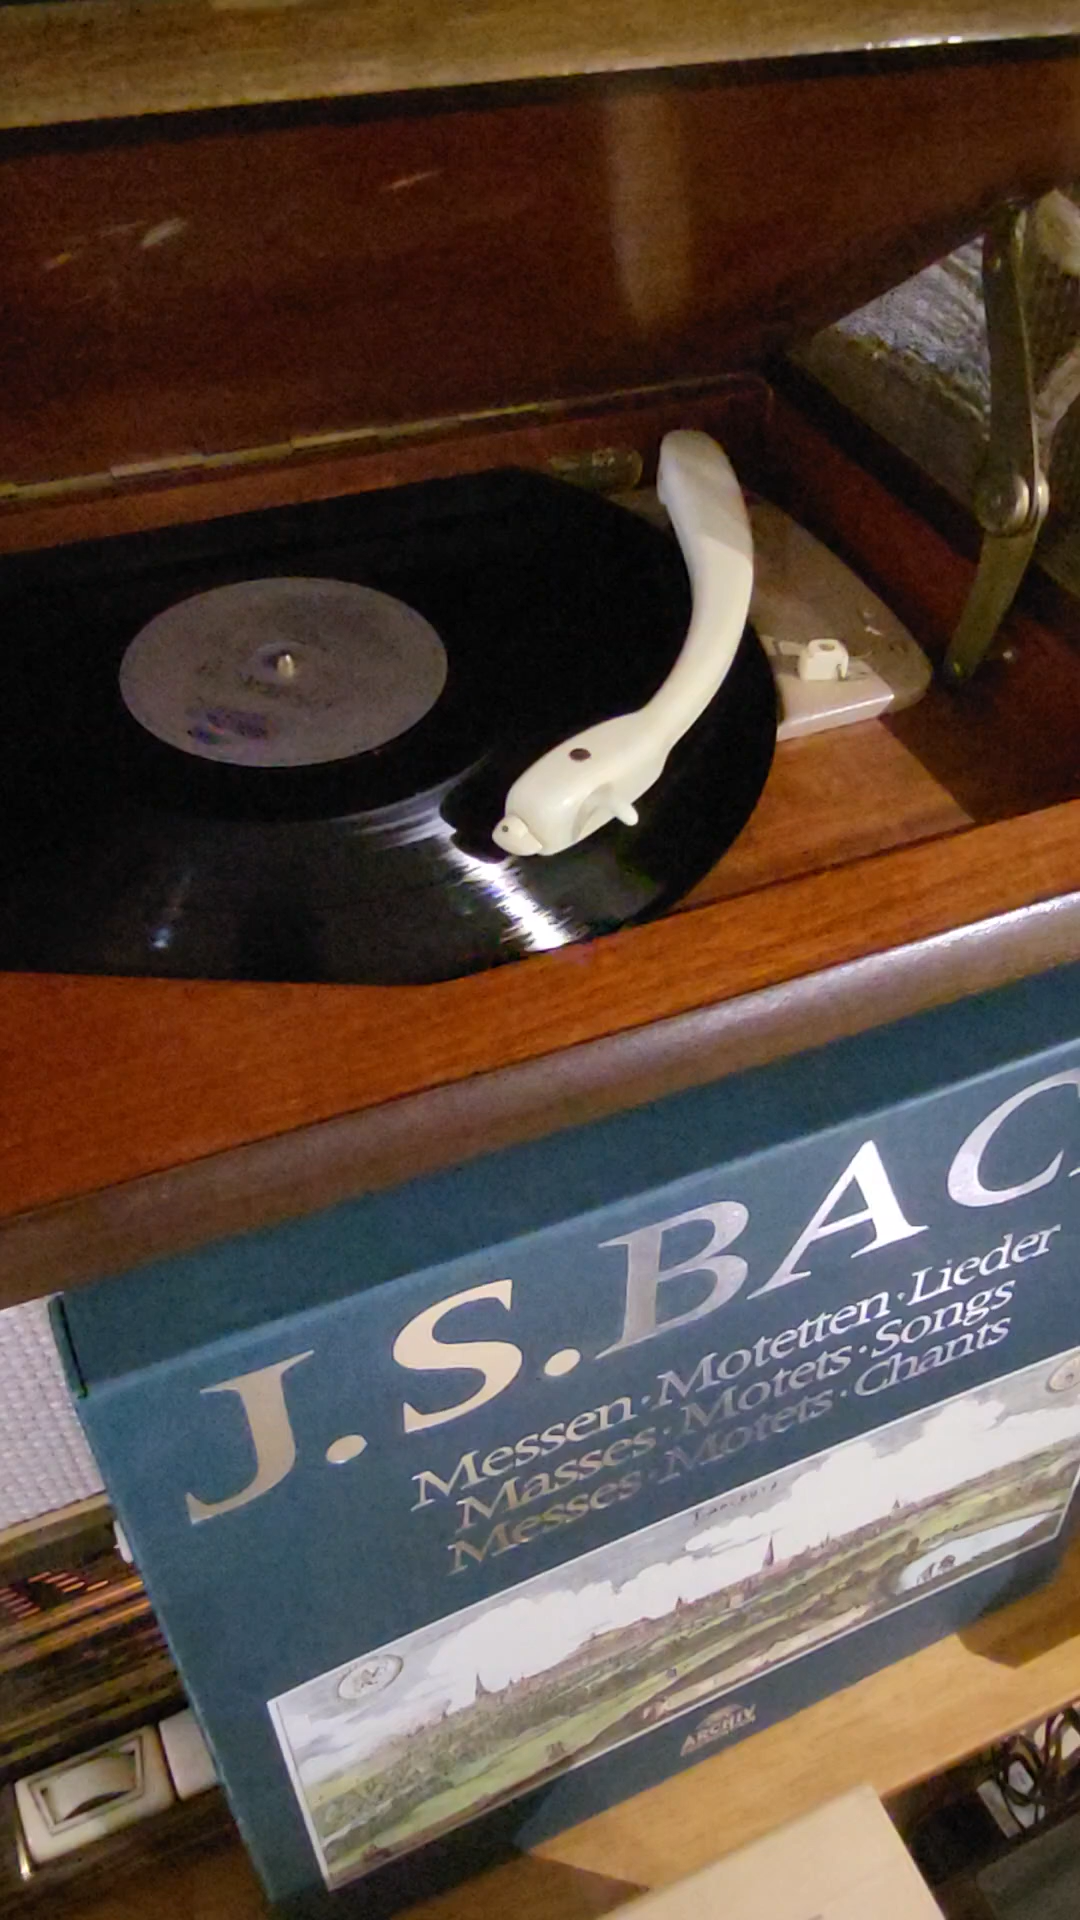 J. S. BAC
Messen·Motetten·Lieder
Masses·Motets·Songs
Messes·Motets·Chants
ARCHIV